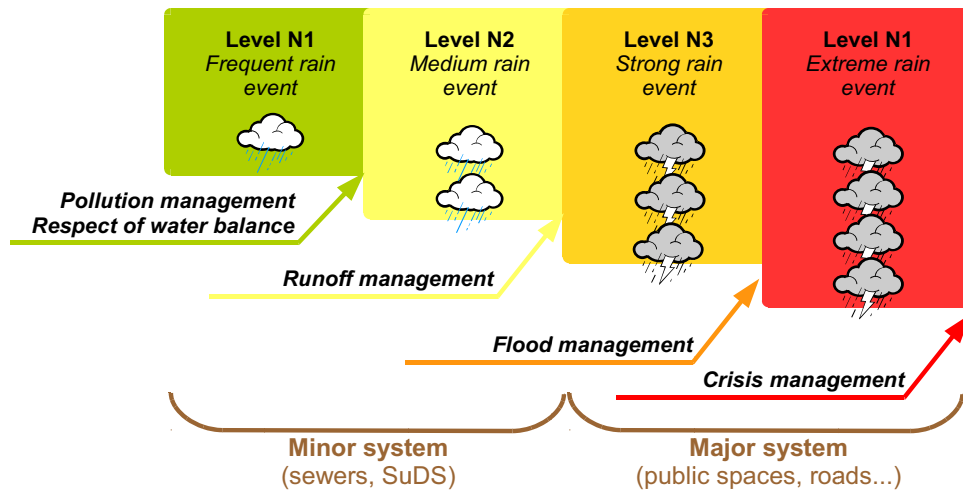 Level N1
Frequent rain
event
Level N2
Medium rain
event
Level N3
Strong rain
event
Level N1
Extreme rain
event
Pollution management
Respect of water balance
Runoff management
Flood management
Crisis management
Minor system
(sewers, SuDS)
Major system
(public spaces, roads...)